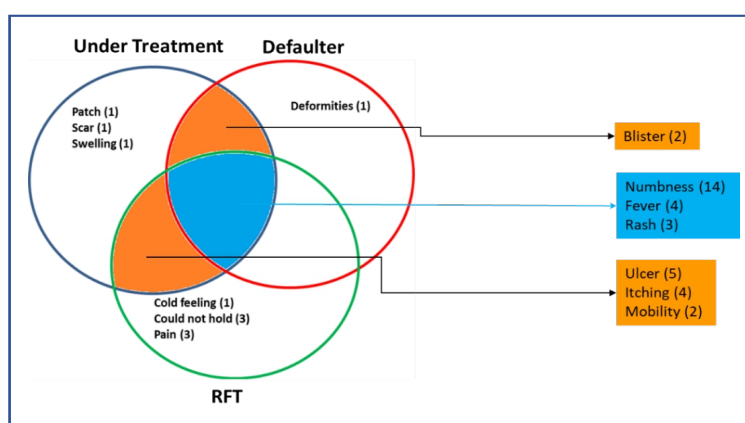 Under Treatment
Defaulter
Patch (1)
Scar (1)
Swelling (1)
Deformities (1)
Blister (2)
Numbness (14)
Fever (4)
Rash (3)
Ulcer (5)
Itching (4)
Mobility (2)
Cold feeling (1)
Could not hold (3)
Pain (3)
RFT